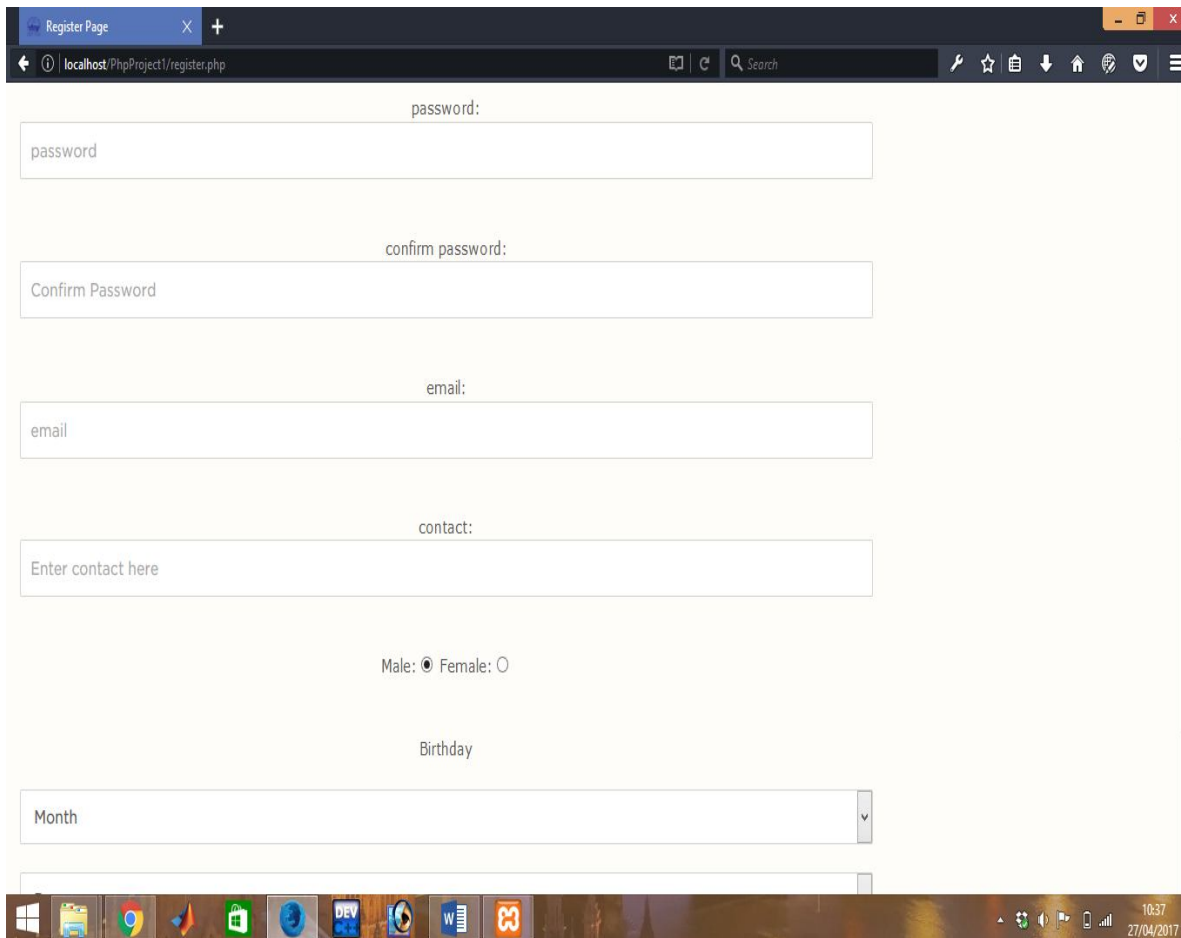 Register Page
localhost/PhpProject1/register.php
Search
password:
password
confirm password:
Confirm Password
email:
email
contact:
Enter contact here
Male: Female:
Birthday
Month
DEV
C++
10:37
27/04/2017